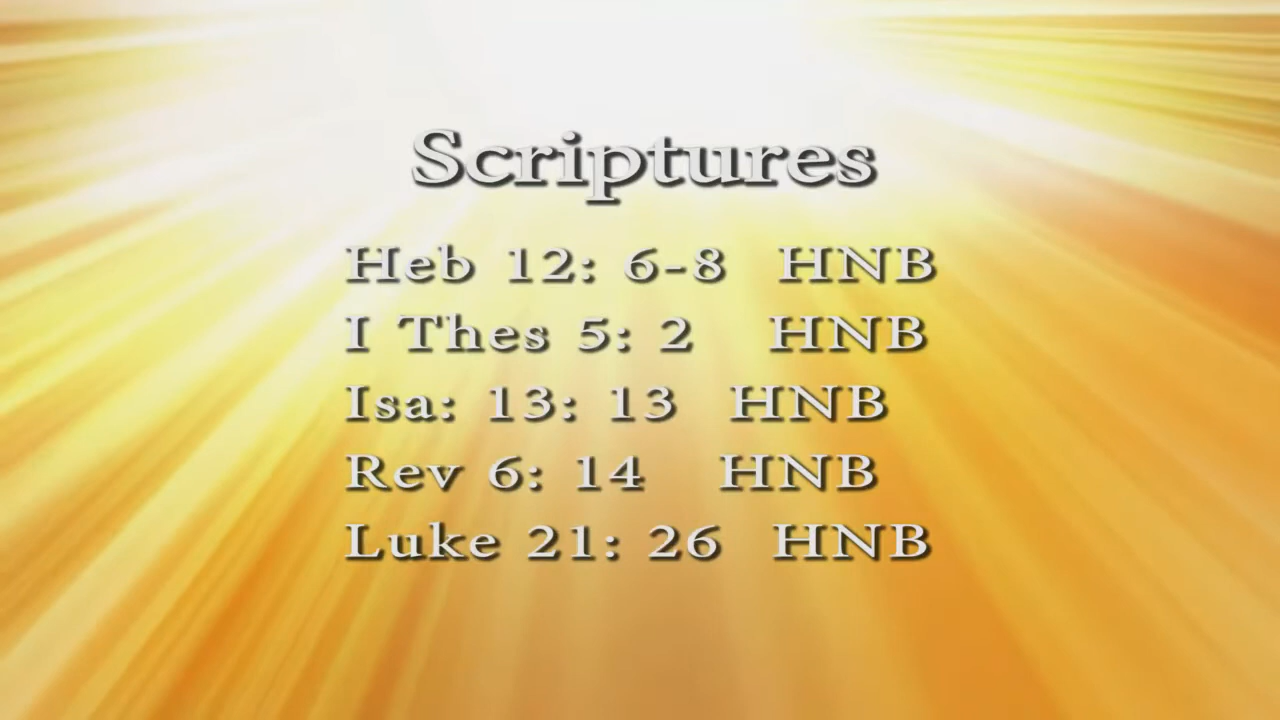 Scriptures
Heb 12: 6-8 HNB
I Thes 5: 2 HNB
Isa: 13: 13 HNB
Rev 6: 14 HNB
Luke 21: 26 HNB